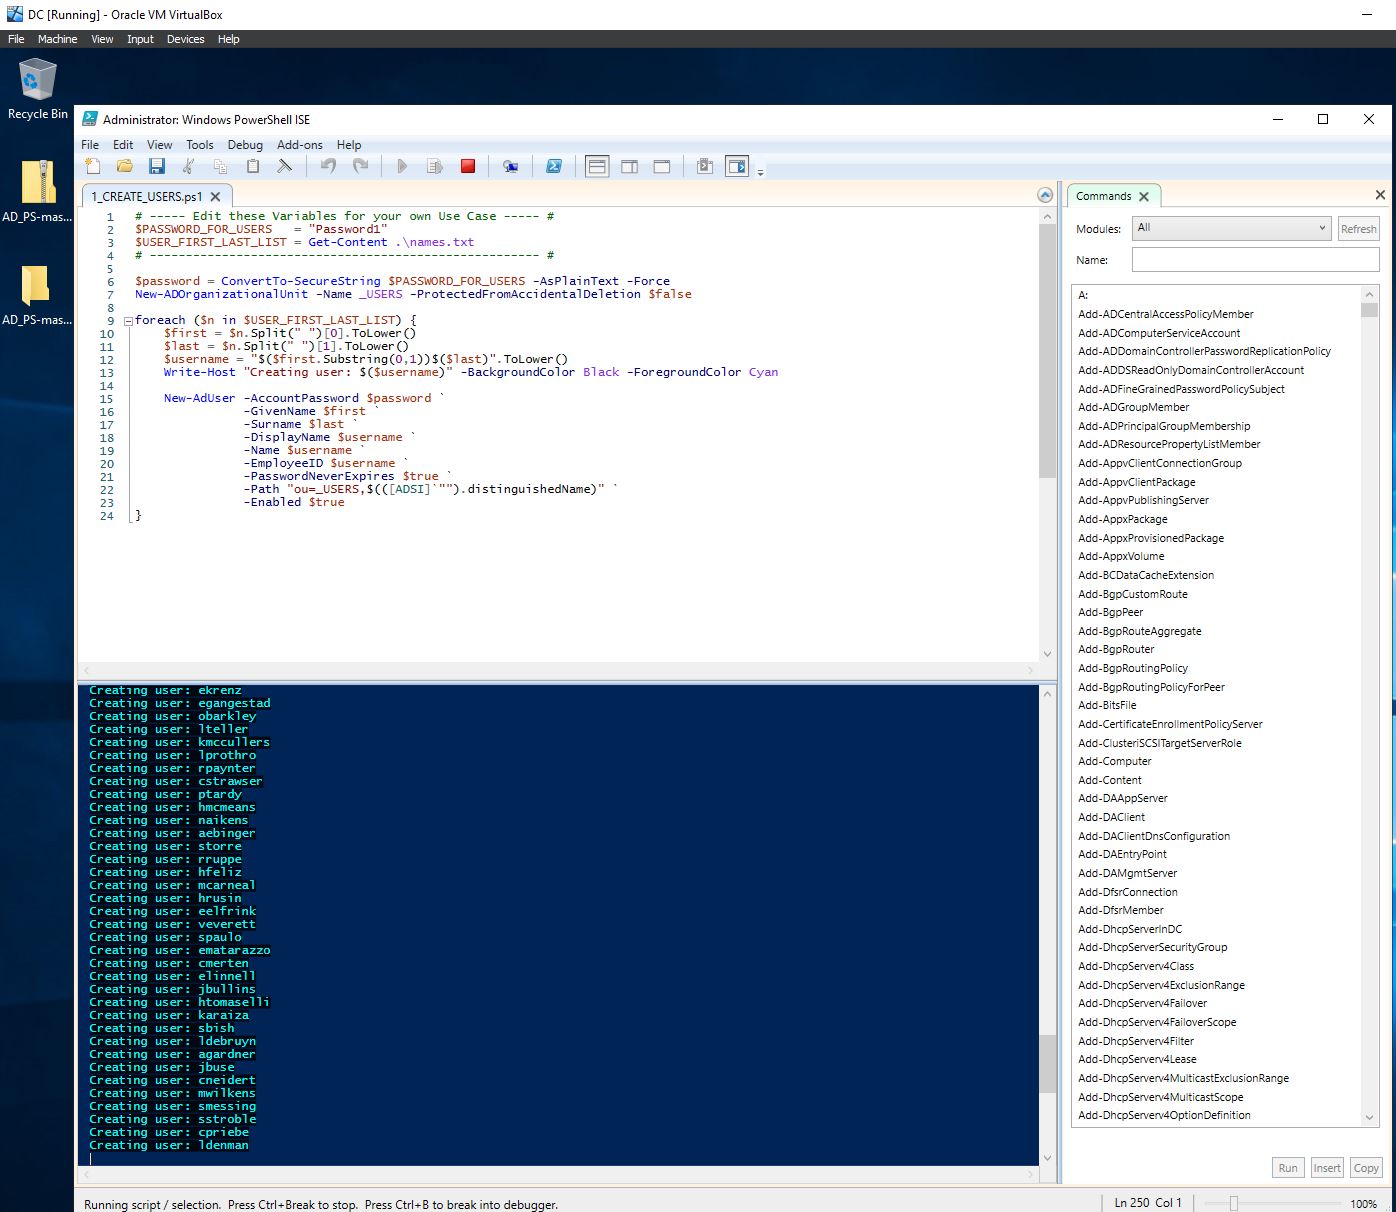 DC [Running] - Oracle VM VirtualBox
File Machine View Input Devices Help
Recycle Bin
AD_PS-mas...
AD_PS-mas...
Administrator: Windows PowerShell ISE
File Edit View Tools Debug Add-ons Help
1_CREATE_USERS.ps1
1 # ----- Edit these Variables for your own Use Case ----- #
2 $PASSWORD_FOR_USERS   = "Password1"
3 $USER_FIRST_LAST_LIST = Get-Content .\names.txt
4 # ------------------------------------------------------ #
5
6 $password = ConvertTo-SecureString $PASSWORD_FOR_USERS -AsPlainText -Force
7 New-ADOrganizationalUnit -Name _USERS -ProtectedFromAccidentalDeletion $false
8
9 foreach ($n in $USER_FIRST_LAST_LIST) {
10     $first = $n.Split(" ")[0].ToLower()
11     $last = $n.Split(" ")[1].ToLower()
12     $username = "$($first.Substring(0,1))$($last)".ToLower()
13     Write-Host "Creating user: $($username)" -BackgroundColor Black -ForegroundColor Cyan
14
15     New-AdUser -AccountPassword $password `
16                -GivenName $first `
17                -Surname $last `
18                -DisplayName $username `
19                -Name $username `
20                -EmployeeID $username `
21                -PasswordNeverExpires $true `
22                -Path "ou=_USERS,$(([ADSI]`"").distinguishedName)" `
23                -Enabled $true
24 }
Creating user: ekrenz
Creating user: egangestad
Creating user: obarkley
Creating user: lteller
Creating user: kmccullers
Creating user: lprothro
Creating user: rpaynter
Creating user: cstrawser
Creating user: ptardy
Creating user: hmcmeans
Creating user: naikens
Creating user: aebinger
Creating user: storre
Creating user: rruppe
Creating user: hfeliz
Creating user: mcarneal
Creating user: hrusin
Creating user: eelfrink
Creating user: veverett
Creating user: spaulo
Creating user: ematarazzo
Creating user: cmerten
Creating user: elinnell
Creating user: jbullins
Creating user: htomaselli
Creating user: karaiza
Creating user: sbish
Creating user: ldebruyn
Creating user: agardner
Creating user: jbuse
Creating user: cneidert
Creating user: mwilkens
Creating user: smessing
Creating user: sstroble
Creating user: cpriebe
Creating user: ldenman
Commands
Modules: All Refresh
Name:
A:
Add-ADCentralAccessPolicyMember
Add-ADComputerServiceAccount
Add-ADDomainControllerPasswordReplicationPolicy
Add-ADDSReadOnlyDomainControllerAccount
Add-ADFineGrainedPasswordPolicySubject
Add-ADGroupMember
Add-ADPrincipalGroupMembership
Add-ADResourcePropertyListMember
Add-AppvClientConnectionGroup
Add-AppvClientPackage
Add-AppvPublishingServer
Add-AppxPackage
Add-AppxProvisionedPackage
Add-AppxVolume
Add-BCDataCacheExtension
Add-BgpCustomRoute
Add-BgpPeer
Add-BgpRouteAggregate
Add-BgpRouter
Add-BgpRoutingPolicy
Add-BgpRoutingPolicyForPeer
Add-BitsFile
Add-CertificateEnrollmentPolicyServer
Add-ClusteriSCSITargetServerRole
Add-Computer
Add-Content
Add-DAAppServer
Add-DAClient
Add-DAClientDnsConfiguration
Add-DAEntryPoint
Add-DAMgmtServer
Add-DfsrConnection
Add-DfsrMember
Add-DhcpServerInDC
Add-DhcpServerSecurityGroup
Add-DhcpServerv4Class
Add-DhcpServerv4ExclusionRange
Add-DhcpServerv4Failover
Add-DhcpServerv4FailoverScope
Add-DhcpServerv4Filter
Add-DhcpServerv4Lease
Add-DhcpServerv4MulticastExclusionRange
Add-DhcpServerv4MulticastScope
Add-DhcpServerv4OptionDefinition
Run Insert Copy
Running script / selection.  Press Ctrl+Break to stop.  Press Ctrl+B to break into debugger.
Ln 250 Col 1 100%